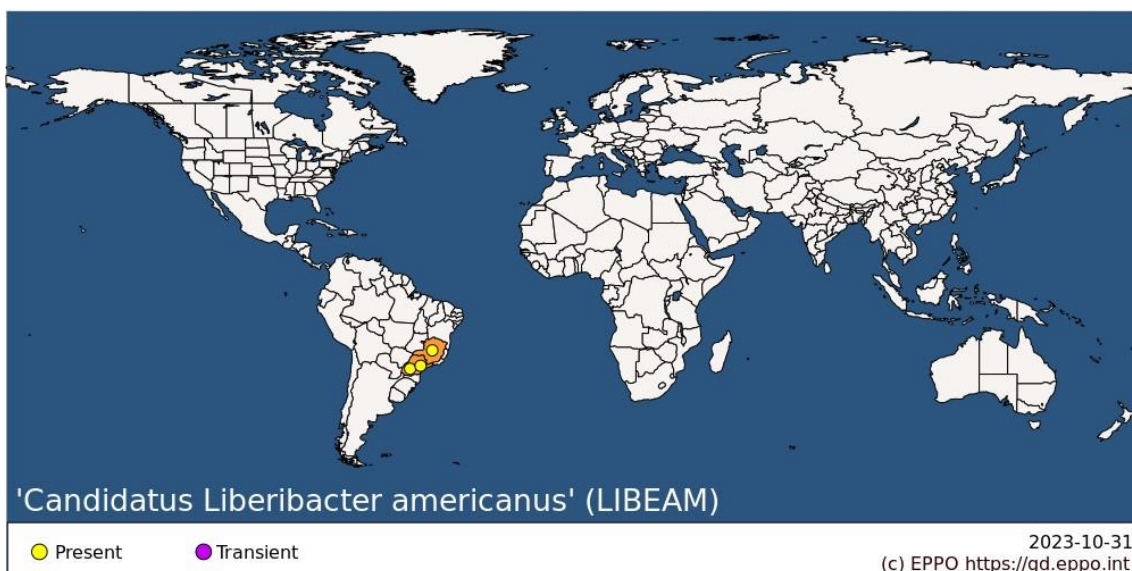 'Candidatus Liberibacter americanus' (LIBEAM)
Present
Transient
2023-10-31
(c) EPPO https://gd.eppo.int